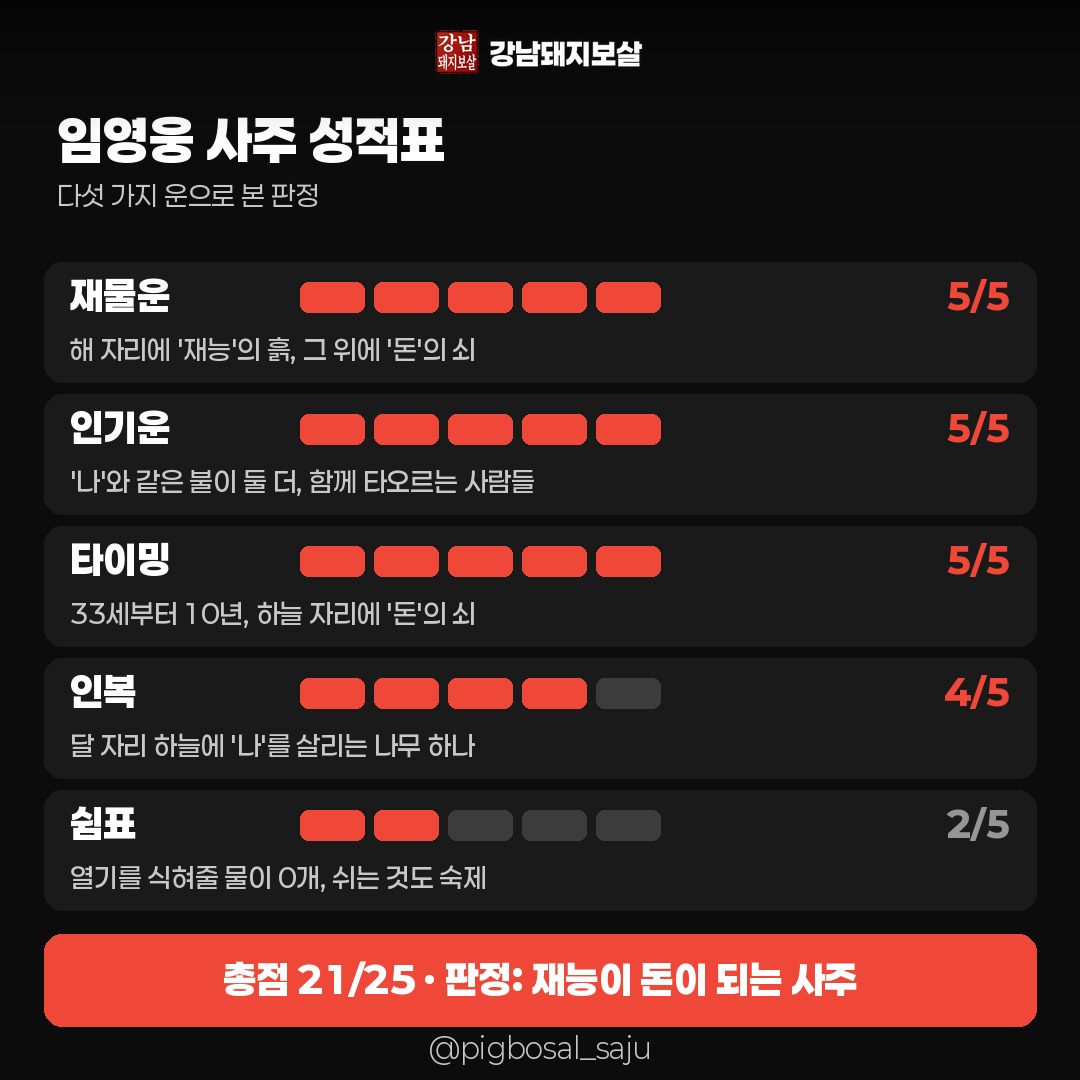 강남
돼지보살
강남돼지보살
임영웅 사주 성적표
다섯 가지 운으로 본 판정
재물운 5/5
해 자리에 '재능'의 흙, 그 위에 '돈'의 쇠
인기운 5/5
'나'와 같은 불이 둘 더, 함께 타오르는 사람들
타이밍 5/5
33세부터 10년, 하늘 자리에 '돈'의 쇠
인복 4/5
달 자리 하늘에 '나'를 살리는 나무 하나
쉼표 2/5
열기를 식혀줄 물이 0개, 쉬는 것도 숙제
총점 21/25 · 판정: 재능이 돈이 되는 사주
@pigbosal_saju